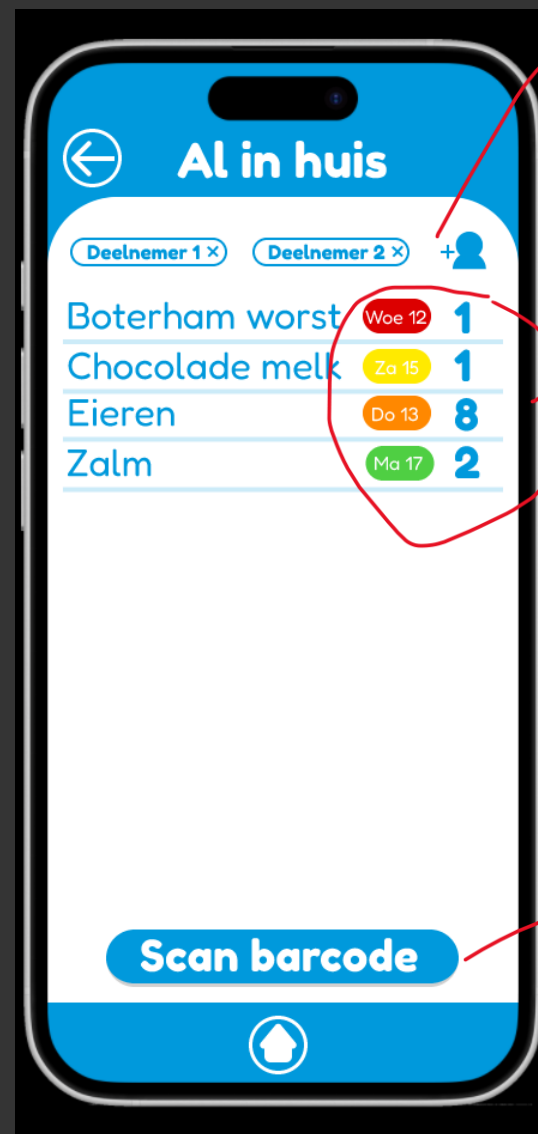 Al in huis
Deelnemer 1 × Deelnemer 2 × +
Boterham worst Woe 12 1
Chocolade melk Za 15 1
Eieren Do 13 8
Zalm Ma 17 2
Scan barcode